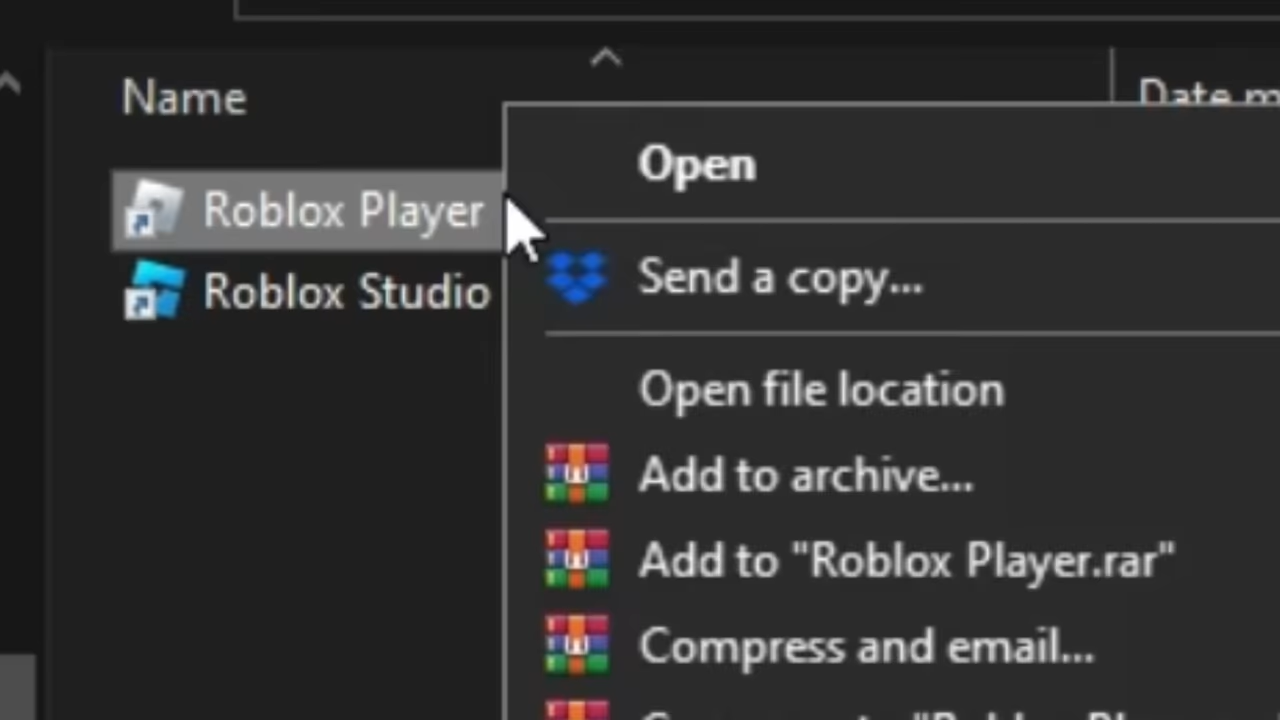 Name
Date m
Open
Roblox Player
Send a copy...
Roblox Studio
Open file location
Add to archive...
Add to "Roblox Player.rar"
Compress and email...